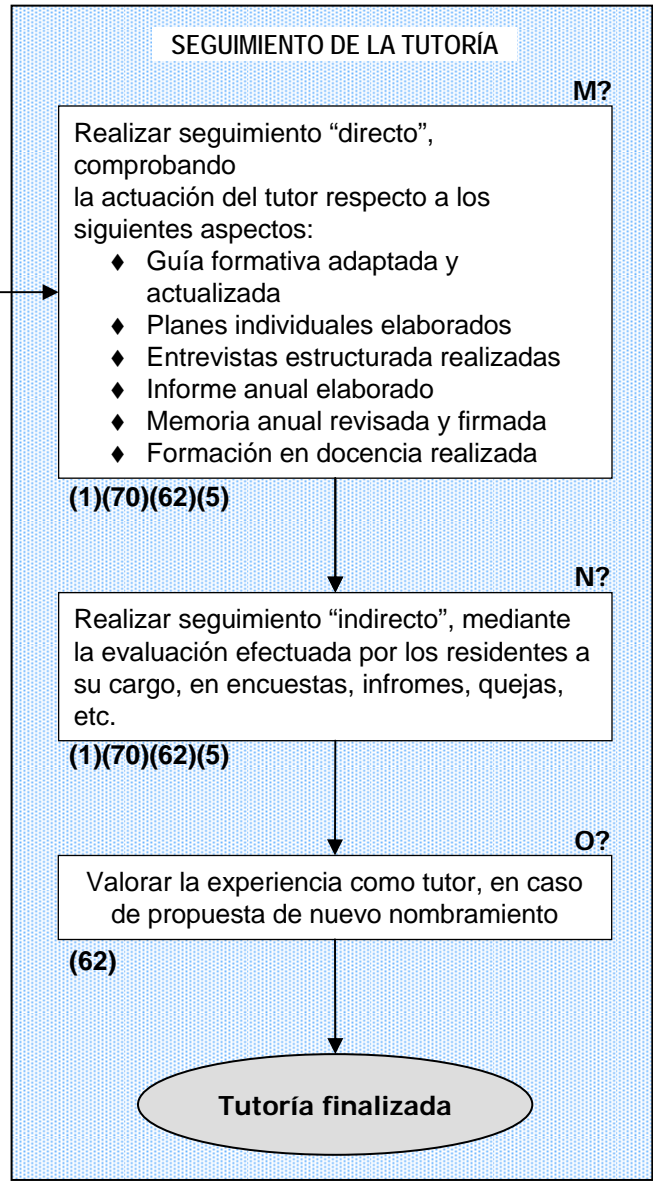 SEGUIMIENTO DE LA TUTORÍA
M?
Realizar seguimiento “directo”,
comprobando
la actuación del tutor respecto a los
siguientes aspectos:
♦ Guía formativa adaptada y
actualizada
♦ Planes individuales elaborados
♦ Entrevistas estructurada realizadas
♦ Informe anual elaborado
♦ Memoria anual revisada y firmada
♦ Formación en docencia realizada
(1)(70)(62)(5)
N?
Realizar seguimiento “indirecto”, mediante
la evaluación efectuada por los residentes a
su cargo, en encuestas, infromes, quejas,
etc.
(1)(70)(62)(5)
O?
Valorar la experiencia como tutor, en caso
de propuesta de nuevo nombramiento
(62)
Tutoría finalizada